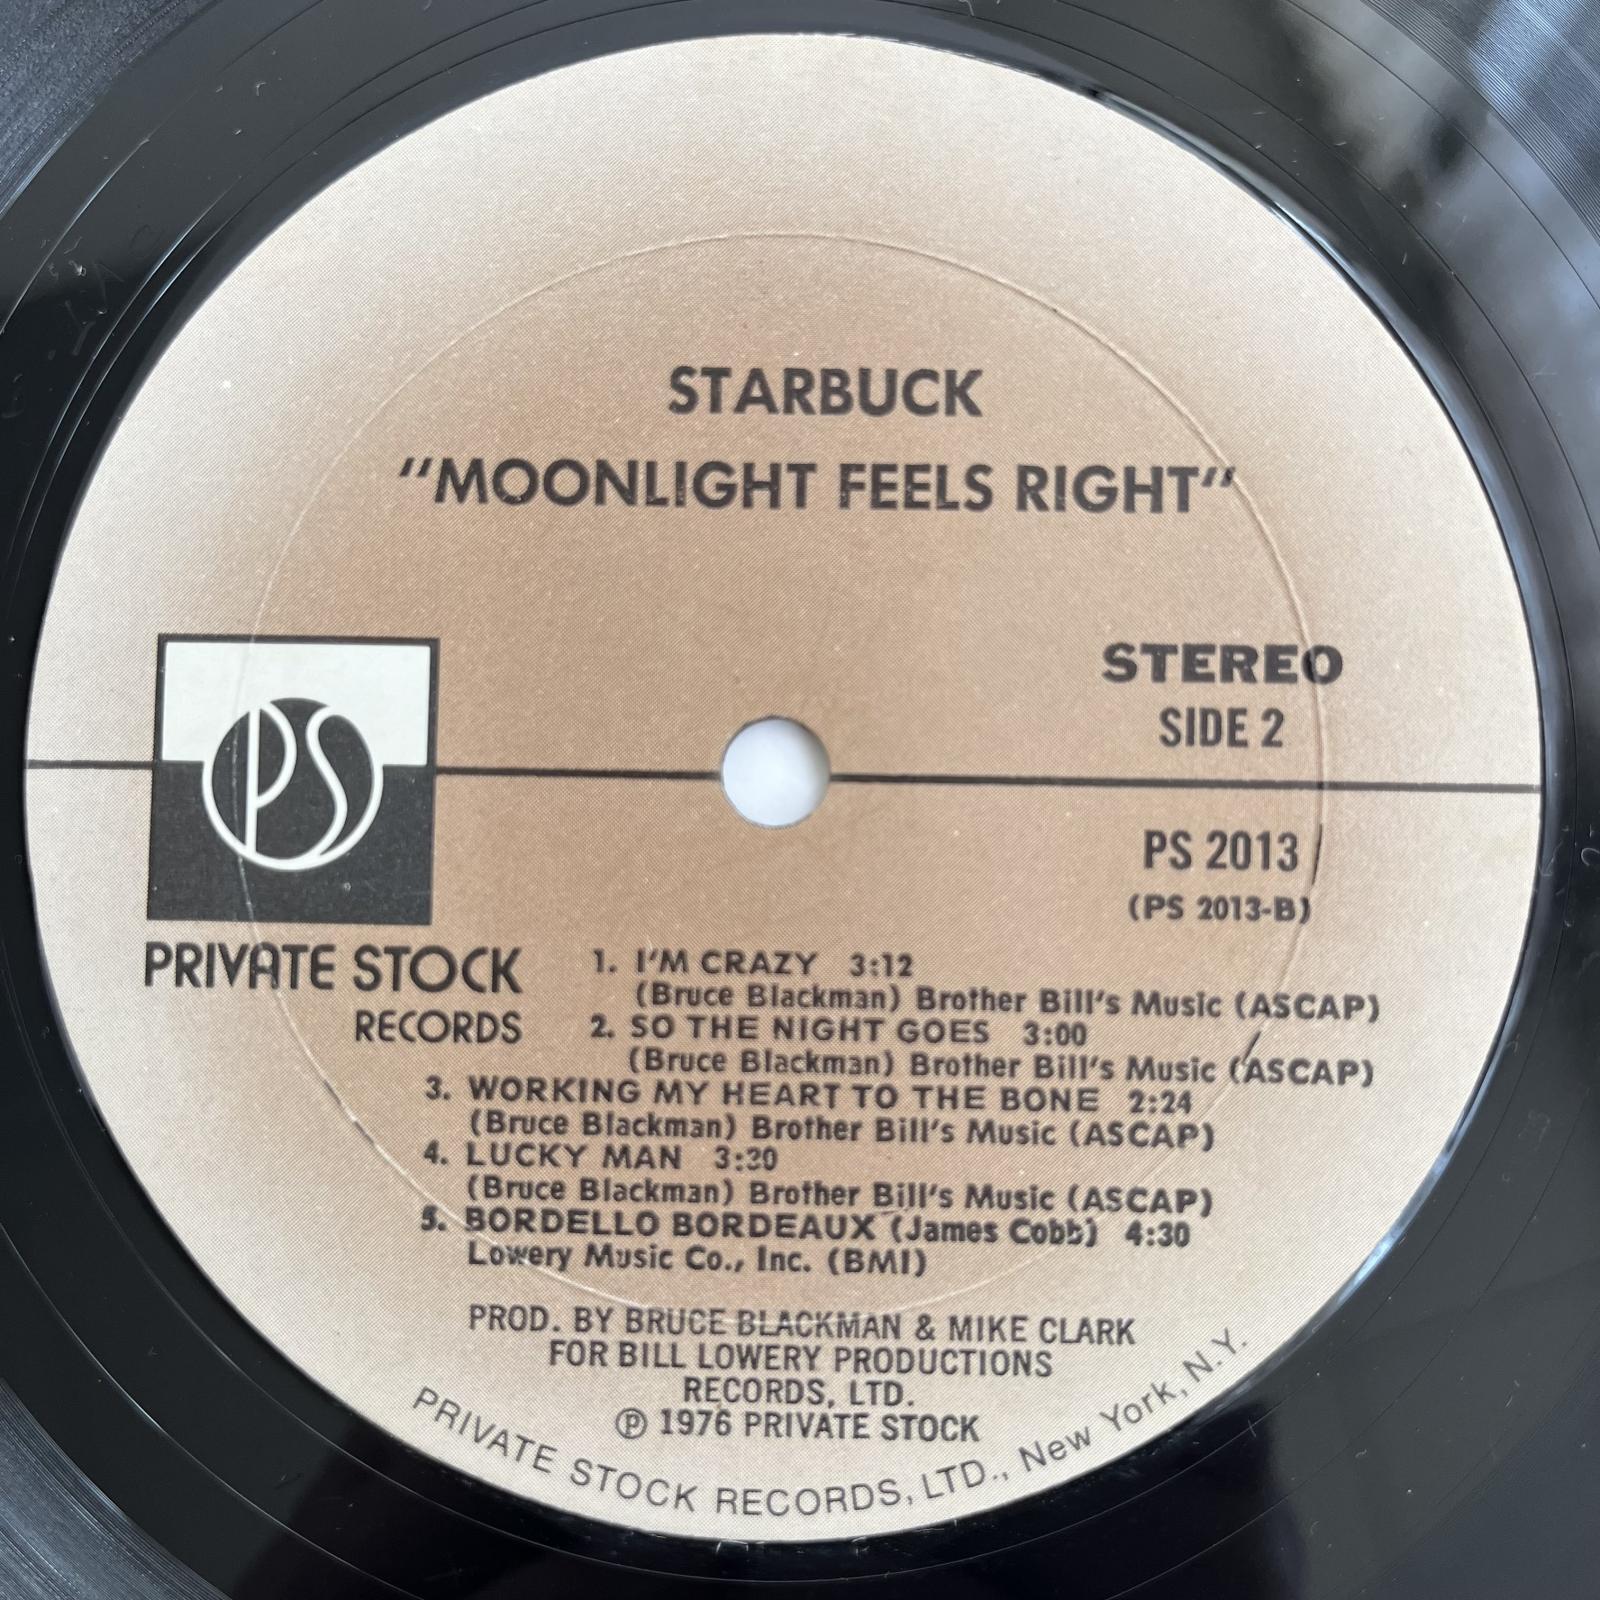 STARBUCK
"MOONLIGHT FEELS RIGHT"
STEREO
SIDE 2
PS
PS 2013
(PS 2013-B)
PRIVATE STOCK
RECORDS
1. I'M CRAZY 3:12
(Bruce Blackman) Brother Bill's Music (ASCAP)
2. SO THE NIGHT GOES 3:00
(Bruce Blackman) Brother Bill's Music (ASCAP)
3. WORKING MY HEART TO THE BONE 2:24
(Bruce Blackman) Brother Bill's Music (ASCAP)
4. LUCKY MAN 3:30
(Bruce Blackman) Brother Bill's Music (ASCAP)
5. BORDELLO BORDEAUX (James Cobb) 4:30
Lowery Music Co., Inc. (BMI)
PROD. BY BRUCE BLACKMAN & MIKE CLARK
FOR BILL LOWERY PRODUCTIONS
RECORDS, LTD.
℗ 1976 PRIVATE STOCK
PRIVATE STOCK RECORDS, LTD., New York, N.Y.